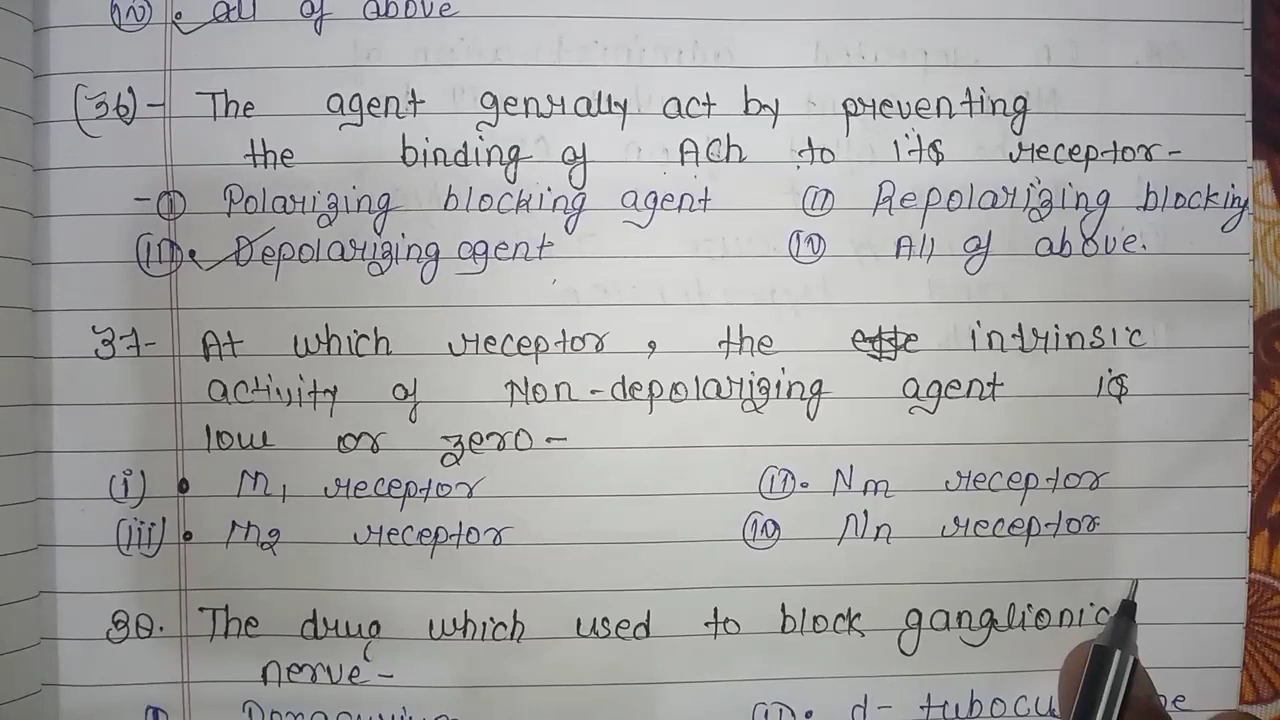 (iv) • all of above
(36) - The agent genrally act by preventing
the binding of ACh to its receptor -
- (i) Polarizing blocking agent (ii) Repolarizing blocking
(iii) • Depolarizing agent (iv) All of above.
37- At which receptor, the intrinsic
activity of Non-depolarizing agent is
low or zero -
(i) • M1 receptor (ii) • Nm receptor
(iii) • M2 receptor (iv) Nn receptor
The drug which used to block ganglionic
nerve -
(ii) • d-